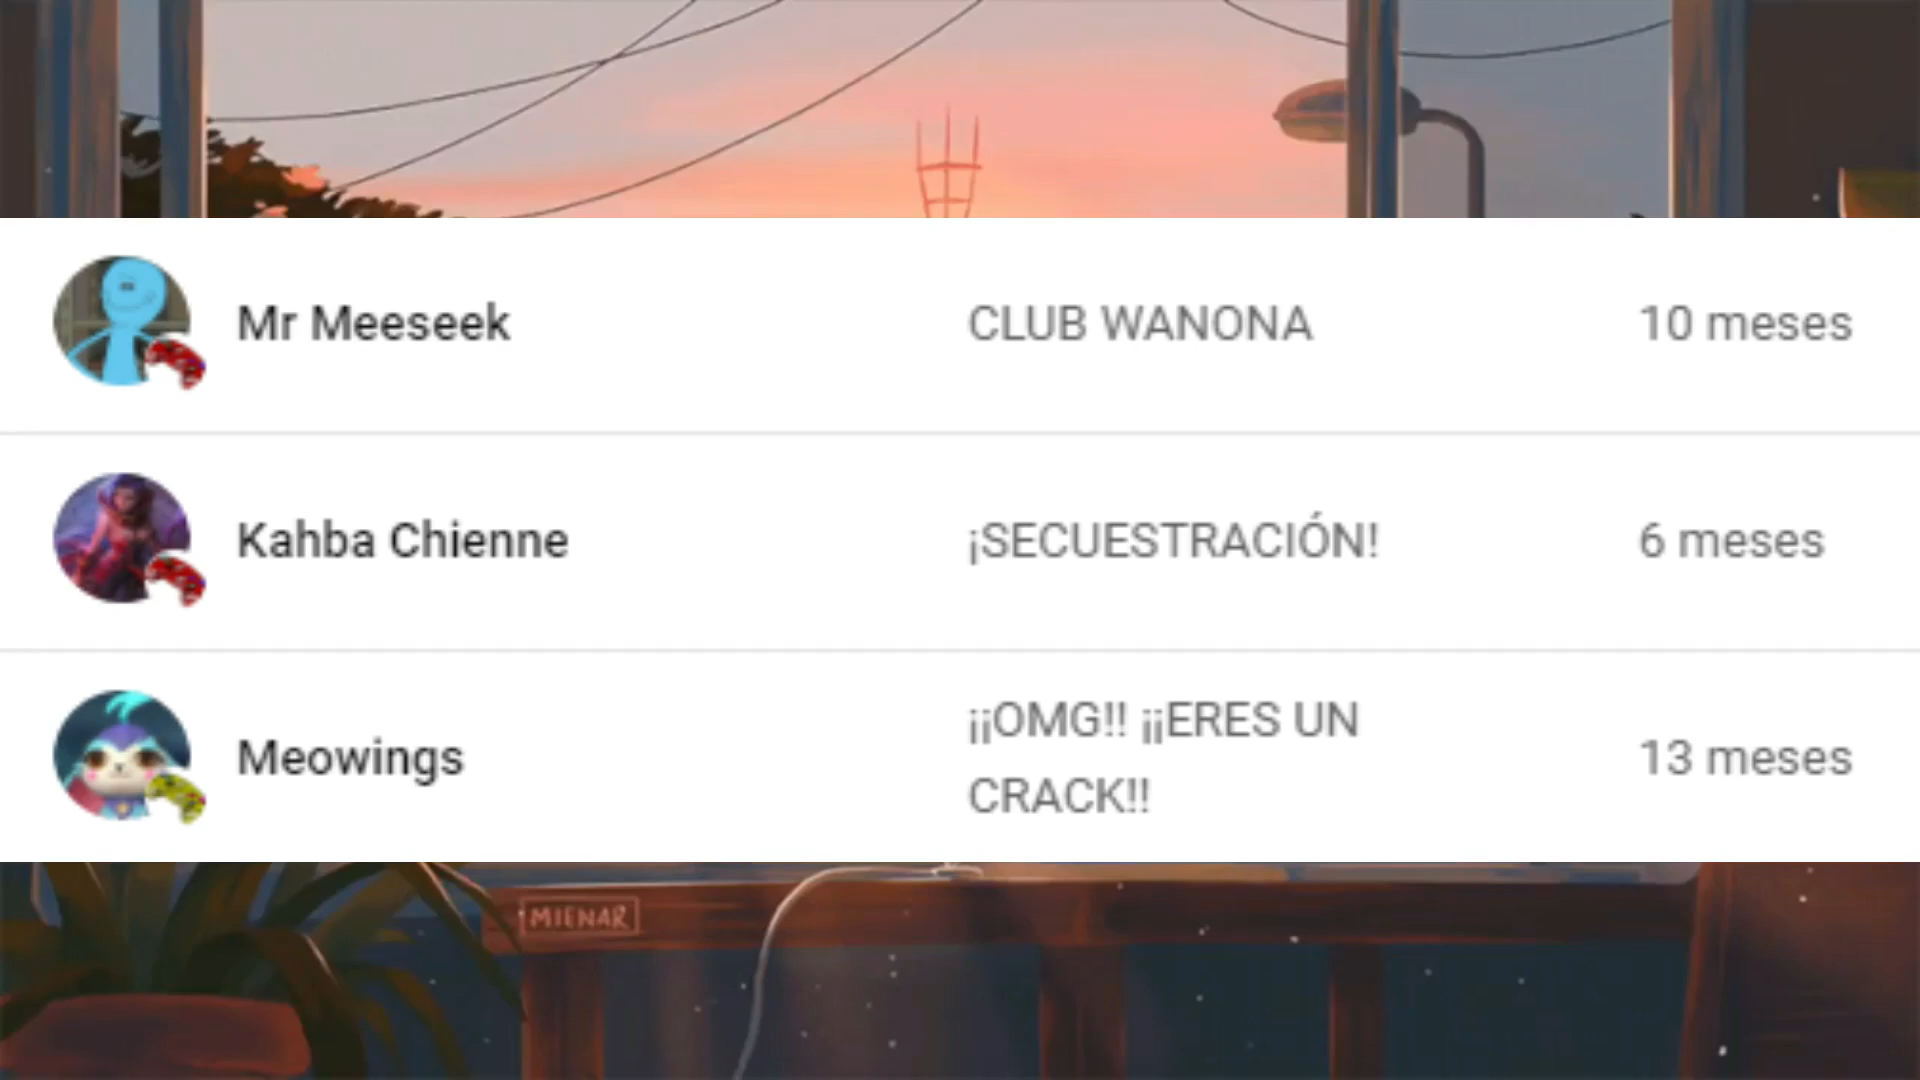 Mr Meeseek CLUB WANONA 10 meses
Kahba Chienne ¡SECUESTRACIÓN! 6 meses
Meowings ¡¡OMG!! ¡¡ERES UN CRACK!! 13 meses
MIENAR